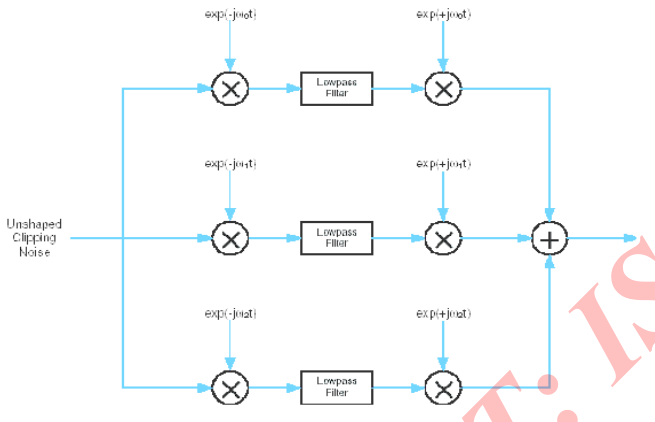 exp(-jω₀t)
exp(+jω₀t)
Lowpass
Filter
exp(-jω₁t)
exp(+jω₁t)
Unshaped
Clipping
Noise
Lowpass
Filter
exp(-jω₂t)
exp(+jω₂t)
Lowpass
Filter
T: IS